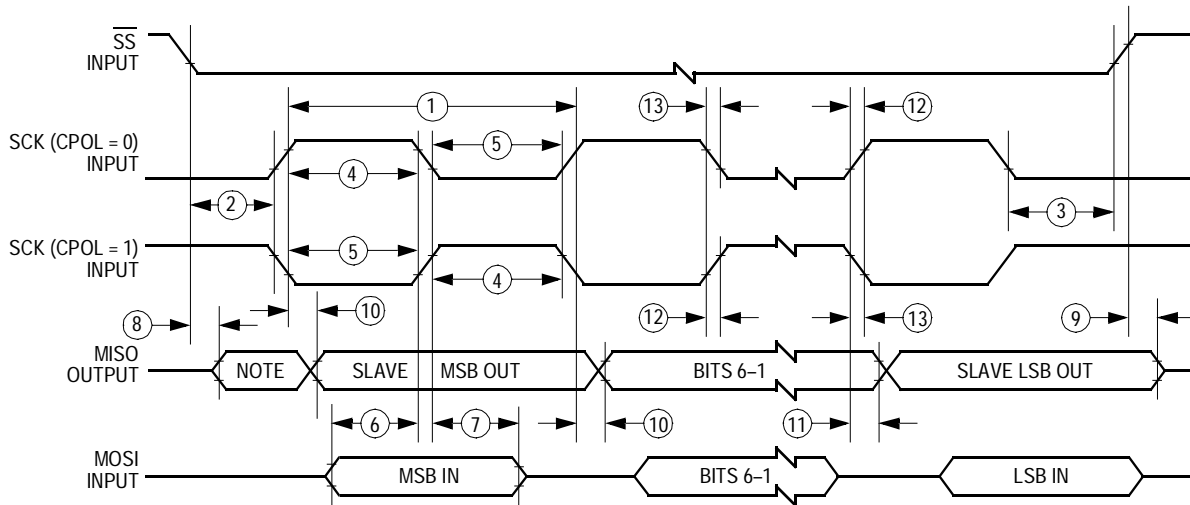 SS
INPUT
1
13
12
SCK (CPOL = 0)
INPUT
5
4
2
3
SCK (CPOL = 1)
INPUT
5
4
8
10
12
13
9
MISO
OUTPUT
NOTE
SLAVE MSB OUT
BITS 6–1
SLAVE LSB OUT
6
7
10
11
MOSI
INPUT
MSB IN
BITS 6–1
LSB IN